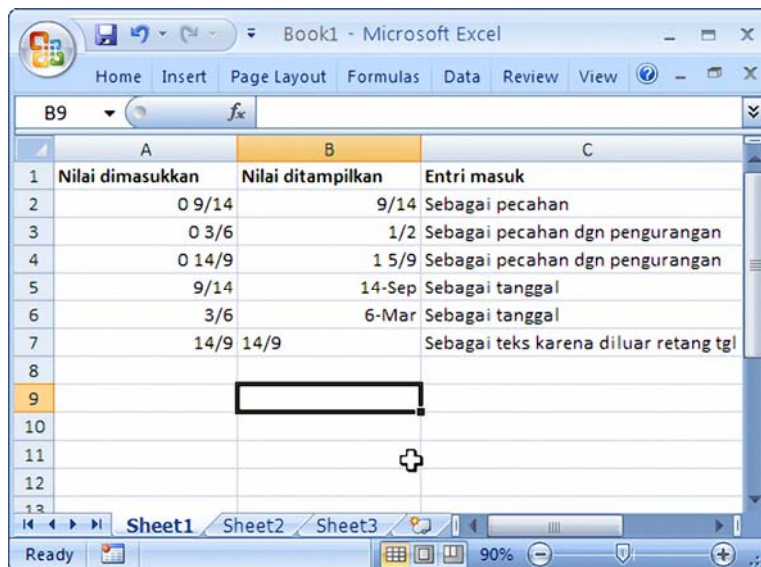 Book1 - Microsoft Excel
Home Insert Page Layout Formulas Data Review View
B9 fx
A B C
1 Nilai dimasukkan Nilai ditampilkan Entri masuk
2 0 9/14 9/14 Sebagai pecahan
3 0 3/6 1/2 Sebagai pecahan dgn pengurangan
4 0 14/9 1 5/9 Sebagai pecahan dgn pengurangan
5 9/14 14-Sep Sebagai tanggal
6 3/6 6-Mar Sebagai tanggal
7 14/9 14/9 Sebagai teks karena diluar retang tgl
8
9
10
11
12
13
Sheet1 Sheet2 Sheet3
Ready 90%